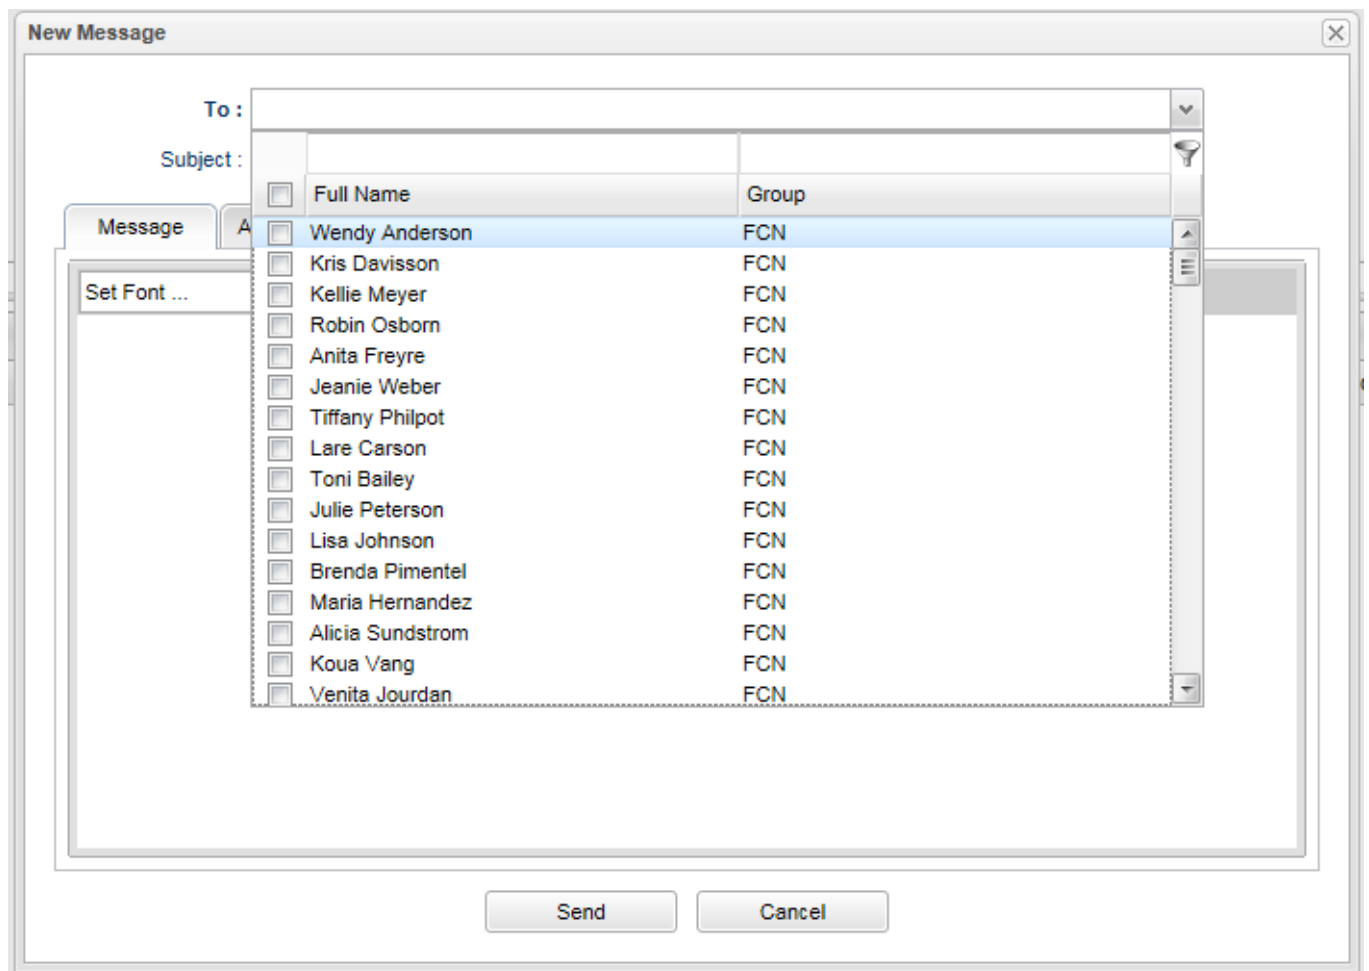 New Message
To :
Subject :
Full Name Group
Message A
Wendy Anderson FCN
Kris Davisson FCN
Set Font ...
Kellie Meyer FCN
Robin Osborn FCN
Anita Freyre FCN
Jeanie Weber FCN
Tiffany Philpot FCN
Lare Carson FCN
Toni Bailey FCN
Julie Peterson FCN
Lisa Johnson FCN
Brenda Pimentel FCN
Maria Hernandez FCN
Alicia Sundstrom FCN
Koua Vang FCN
Venita Jourdan FCN
Send Cancel